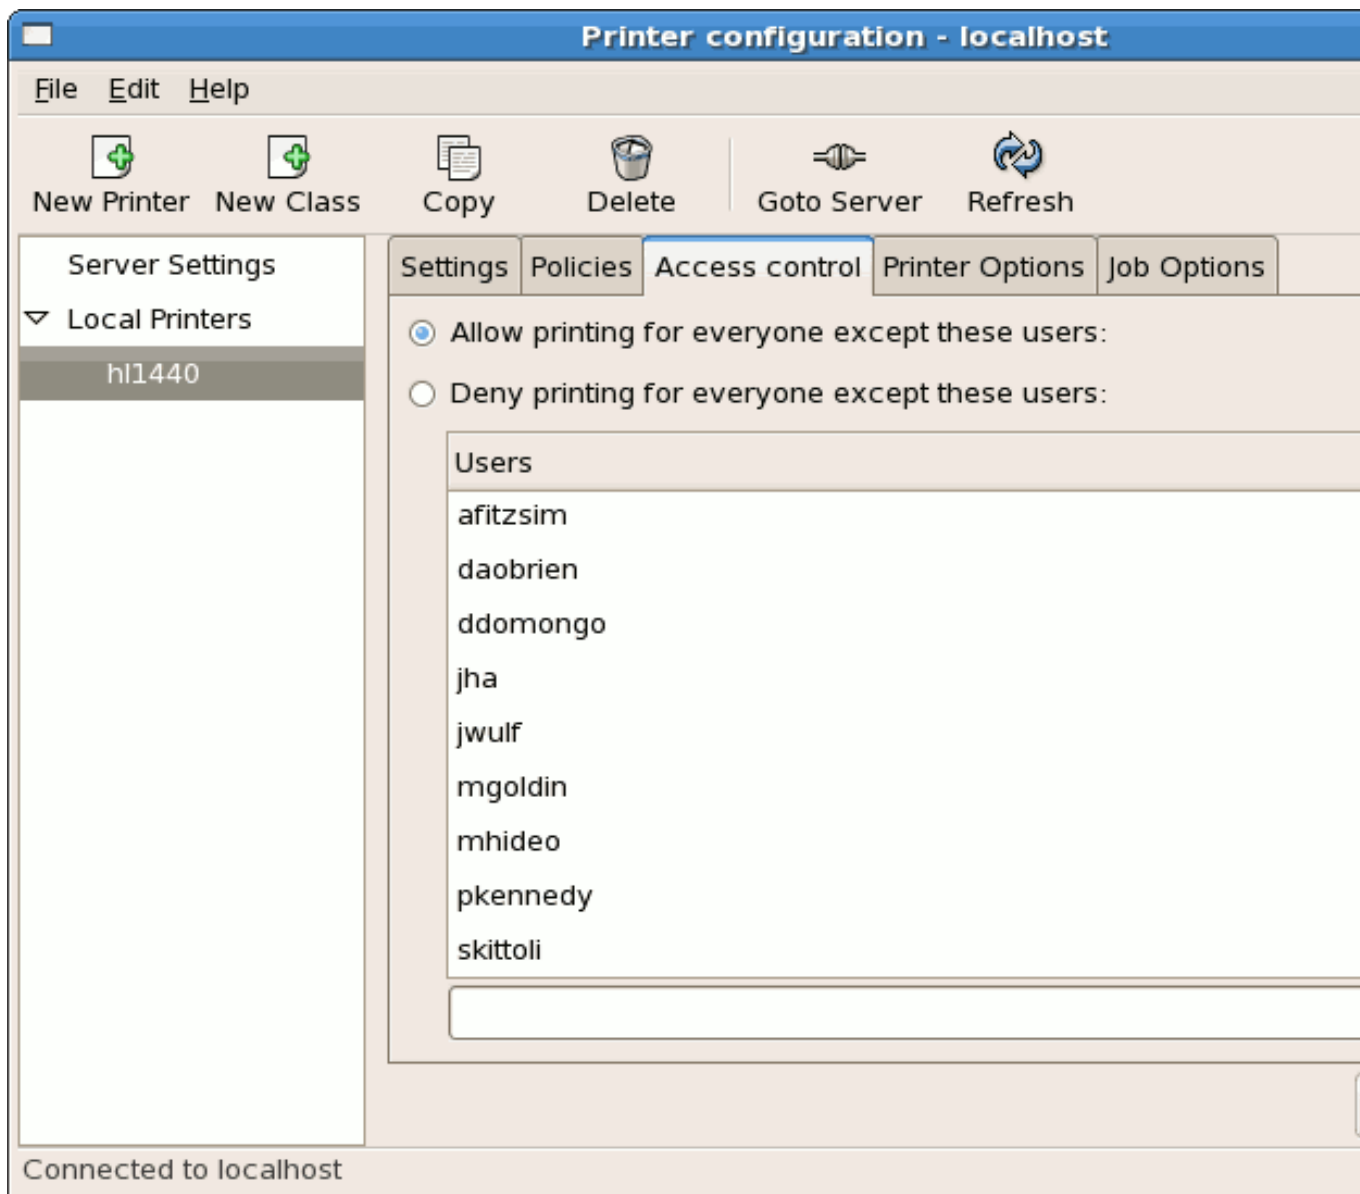 Printer configuration - localhost
File Edit Help
New Printer New Class Copy Delete Goto Server Refresh
Server Settings
Local Printers
hl1440
Settings Policies Access control Printer Options Job Options
Allow printing for everyone except these users:
Deny printing for everyone except these users:
Users
afitzsim
daobrien
ddomongo
jha
jwulf
mgoldin
mhideo
pkennedy
skittoli
Connected to localhost